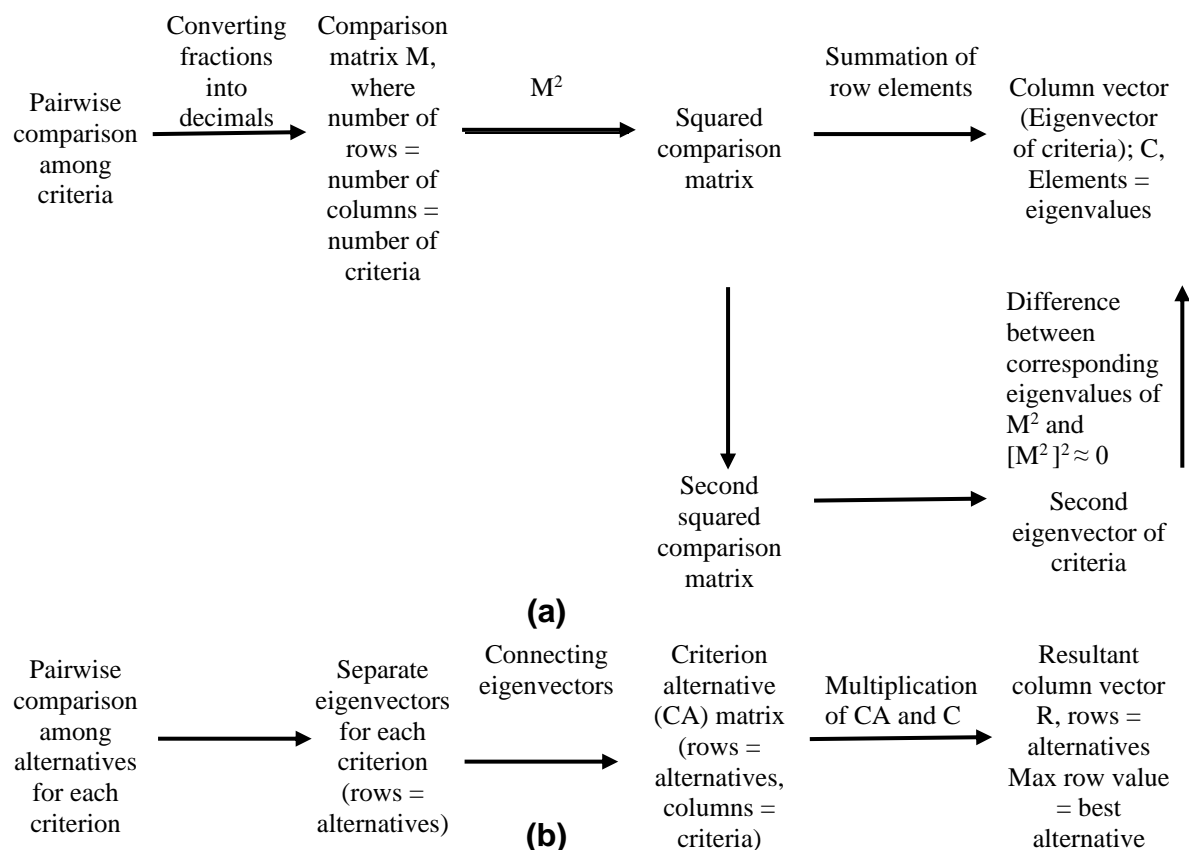 Pairwise
comparison
among
criteria
Converting
fractions
into
decimals
Comparison
matrix M,
where
number of
rows =
number of
columns =
number of
criteria
M²
Squared
comparison
matrix
Summation of
row elements
Column vector
(Eigenvector
of criteria); C,
Elements =
eigenvalues
Difference
between
corresponding
eigenvalues of
M² and
[M² ]² ≈ 0
Second
squared
comparison
matrix
Second
eigenvector of
criteria
(a)
Pairwise
comparison
among
alternatives
for each
criterion
Separate
eigenvectors
for each
criterion
(rows =
alternatives)
Connecting
eigenvectors
Criterion
alternative
(CA) matrix
(rows =
alternatives,
columns =
criteria)
Multiplication
of CA and C
Resultant
column vector
R, rows =
alternatives
Max row value
= best
alternative
(b)